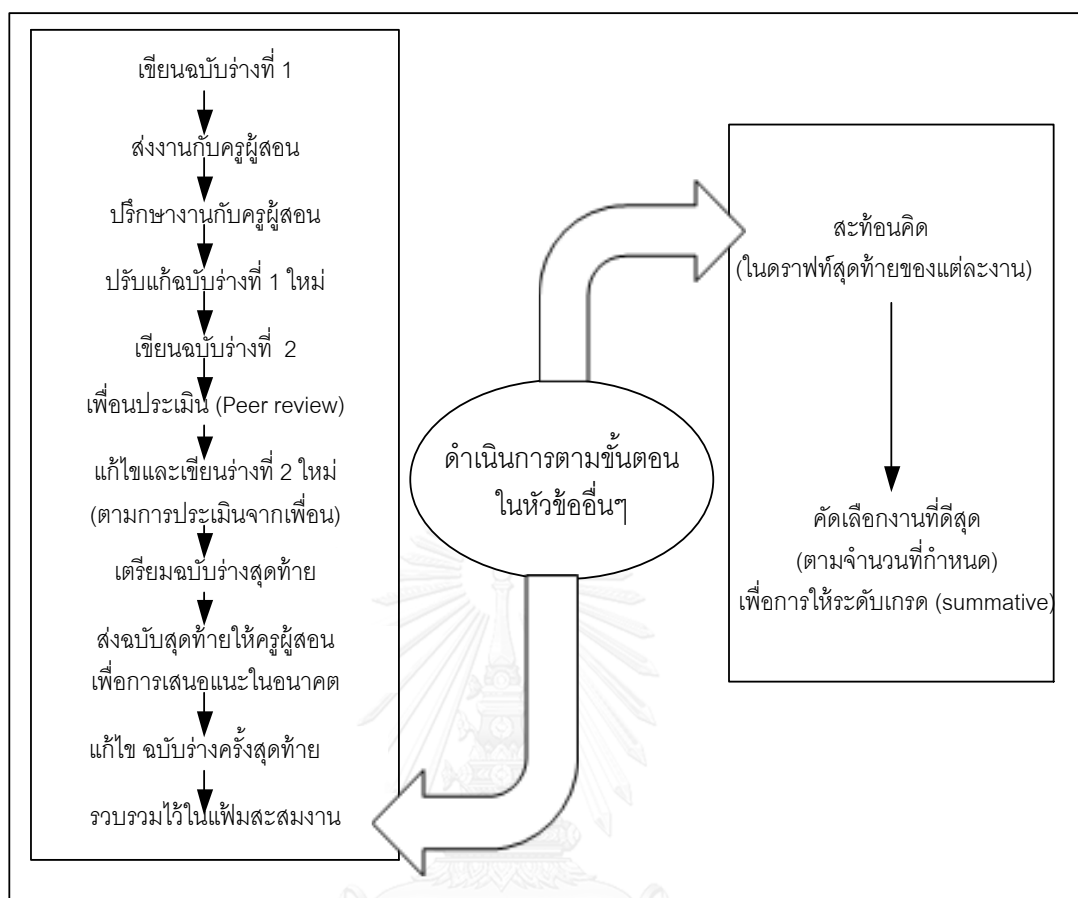 เขียนฉบับร่างที่ 1
ส่งงานกับครูผู้สอน
ปรึกษางานกับครูผู้สอน
ปรับแก้ฉบับร่างที่ 1 ใหม่
เขียนฉบับร่างที่ 2
เพื่อนประเมิน (Peer review)
แก้ไขและเขียนร่างที่ 2 ใหม่
(ตามการประเมินจากเพื่อน)
เตรียมฉบับร่างสุดท้าย
ส่งฉบับสุดท้ายให้ครูผู้สอน
เพื่อการเสนอแนะในอนาคต
แก้ไข ฉบับร่างครั้งสุดท้าย
รวบรวมไว้ในแฟ้มสะสมงาน
ดำเนินการตามขั้นตอน
ในหัวข้ออื่นๆ
สะท้อนคิด
(ในดราฟท์สุดท้ายของแต่ละงาน)
คัดเลือกงานที่ดีสุด
(ตามจำนวนที่กำหนด)
เพื่อการให้ระดับเกรด (summative)